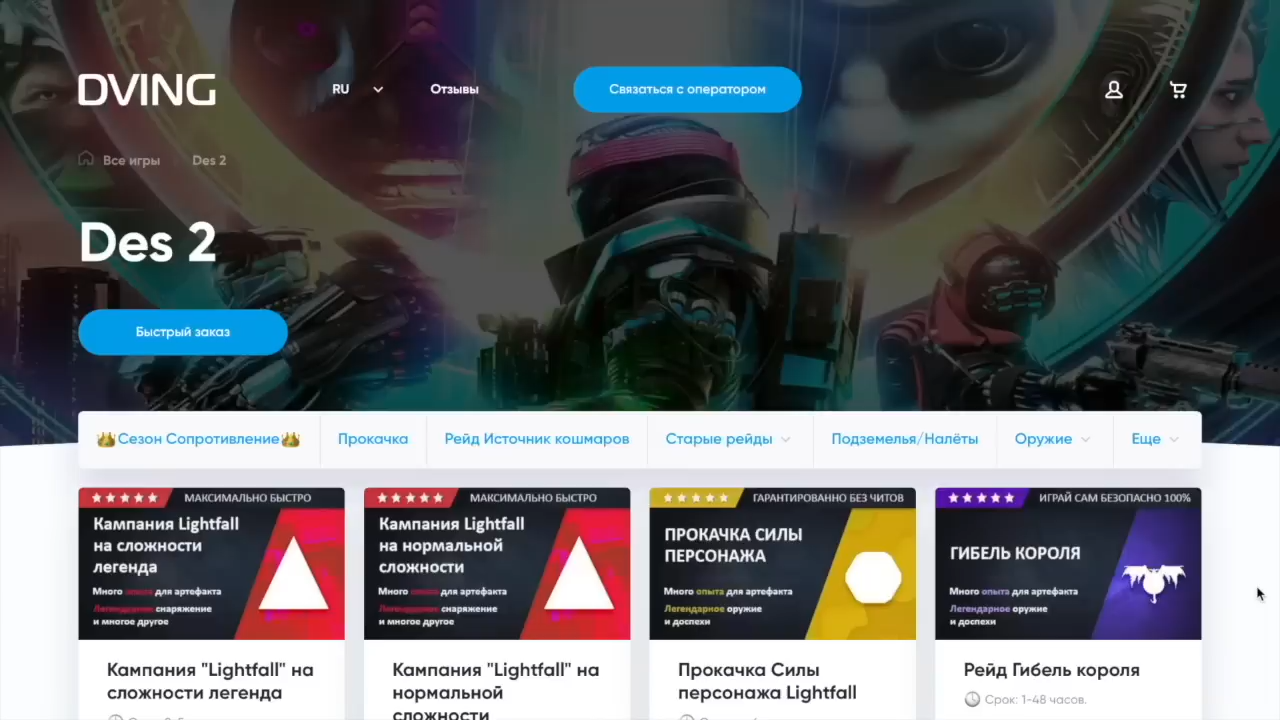 DVING
RU
Отзывы
Связаться с оператором
Все игры
Des 2
Des 2
Быстрый заказ
Сезон Сопротивление
Прокачка
Рейд Источник кошмаров
Старые рейды
Подземелья/Налёты
Оружие
Еще
МАКСИМАЛЬНО БЫСТРО
Кампания Lightfall
на сложности
легенда
Много опыта для артефакта
Легендарное снаряжение
и многое другое
МАКСИМАЛЬНО БЫСТРО
Кампания Lightfall
на нормальной
сложности
Много опыта для артефакта
Легендарное снаряжение
и многое другое
ГАРАНТИРОВАННО БЕЗ ЧИТОВ
ПРОКАЧКА СИЛЫ
ПЕРСОНАЖА
Много опыта для артефакта
Легендарное оружие
и доспехи
ИГРАЙ САМ БЕЗОПАСНО 100%
ГИБЕЛЬ КОРОЛЯ
Много опыта для артефакта
Легендарное оружие
и доспехи
Кампания "Lightfall" на
сложности легенда
Кампания "Lightfall" на
нормальной
сложности
Прокачка Силы
персонажа Lightfall
Рейд Гибель короля
Срок: 1-48 часов.